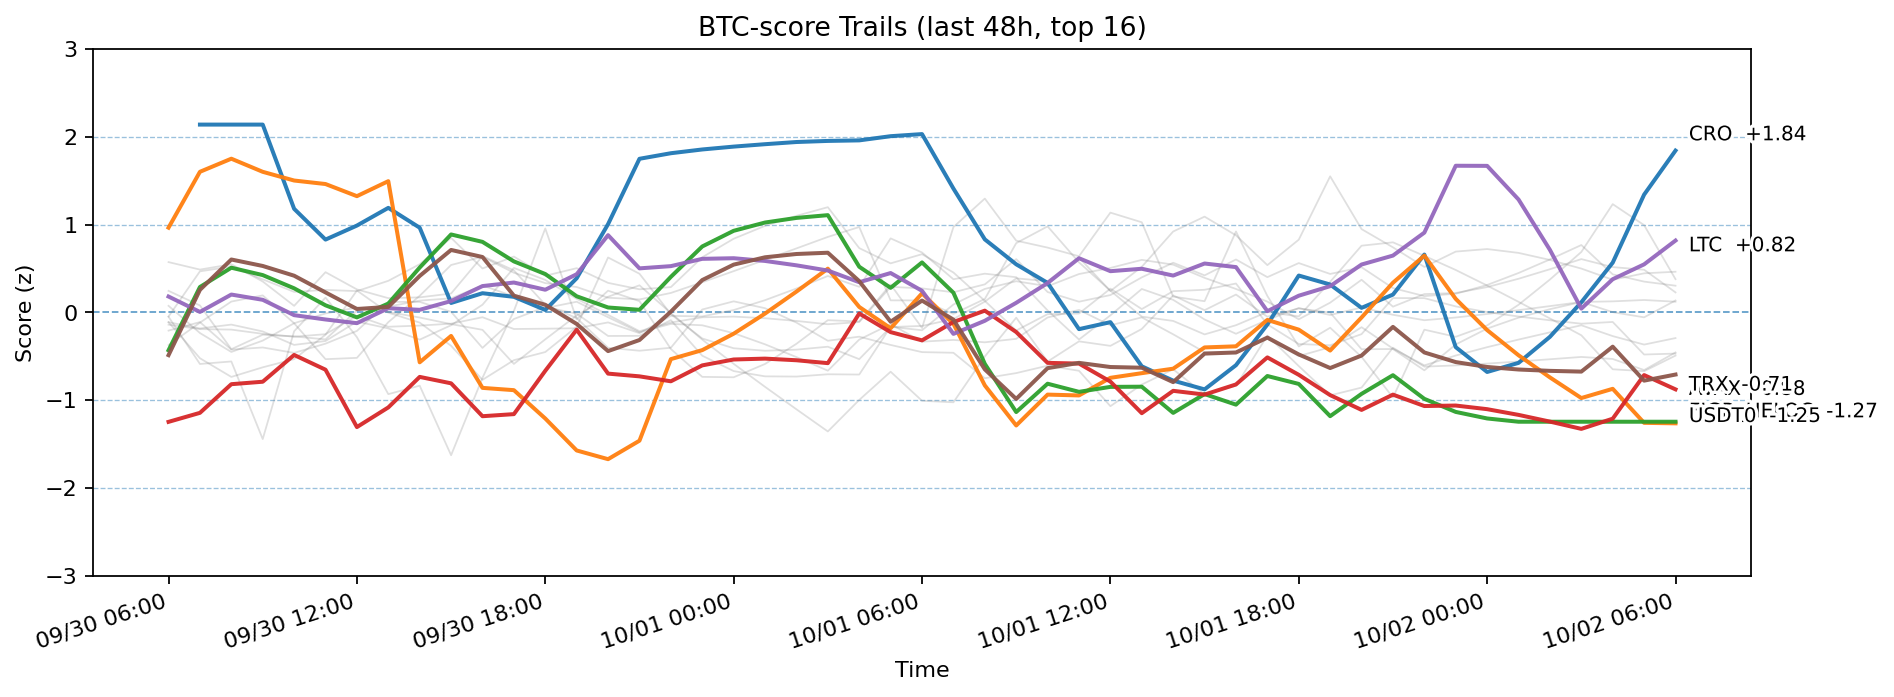 BTC-score Trails (last 48h, top 16)
3
2
1
0
−1
−2
−3
Score (z)
CRO +1.84
LTC +0.82
TRX -0.71
-1.27
USDT0 -1.25
09/30 06:00
09/30 12:00
09/30 18:00
10/01 00:00
10/01 06:00
10/01 12:00
10/01 18:00
10/02 00:00
10/02 06:00
Time